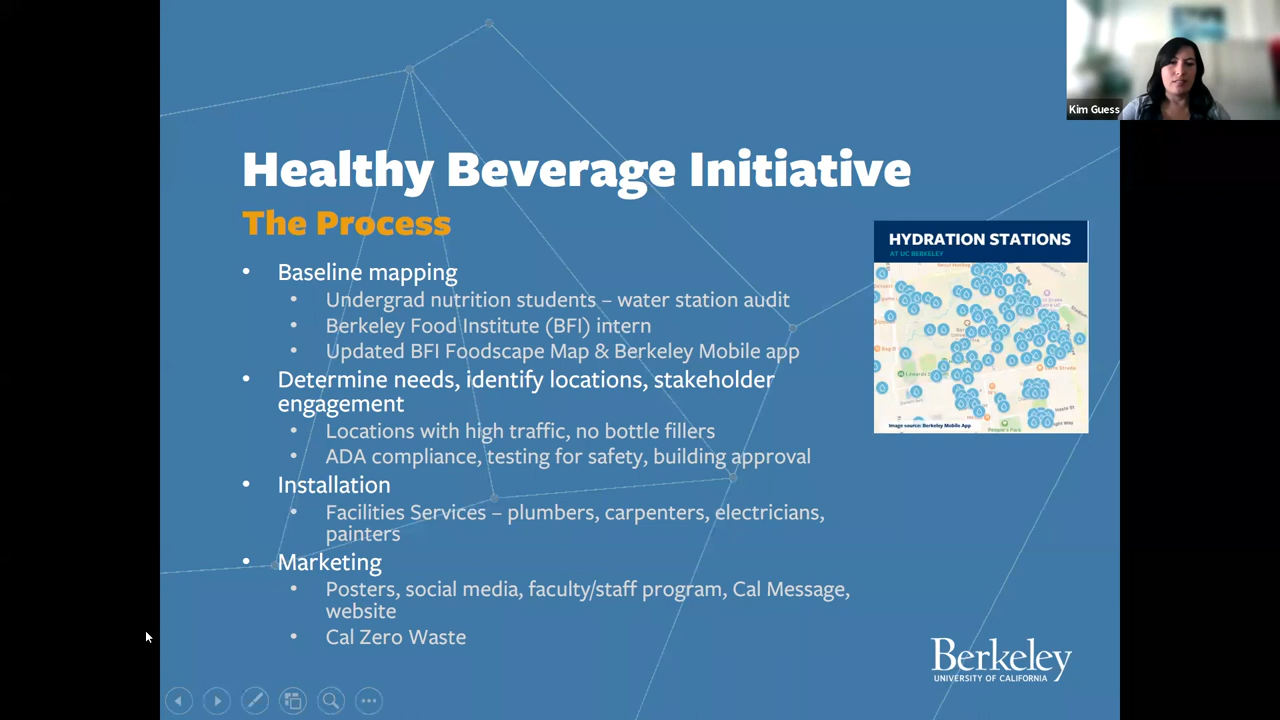 Kim Guess
Healthy Beverage Initiative
The Process
• Baseline mapping
• Undergrad nutrition students – water station audit
• Berkeley Food Institute (BFI) intern
• Updated BFI Foodscape Map & Berkeley Mobile app
• Determine needs, identify locations, stakeholder
engagement
• Locations with high traffic, no bottle fillers
• ADA compliance, testing for safety, building approval
• Installation
• Facilities Services – plumbers, carpenters, electricians,
painters
• Marketing
• Posters, social media, faculty/staff program, Cal Message,
website
• Cal Zero Waste
HYDRATION STATIONS
AT UC BERKELEY
Image source: Berkeley Mobile App
People's Park
Berkeley
UNIVERSITY OF CALIFORNIA